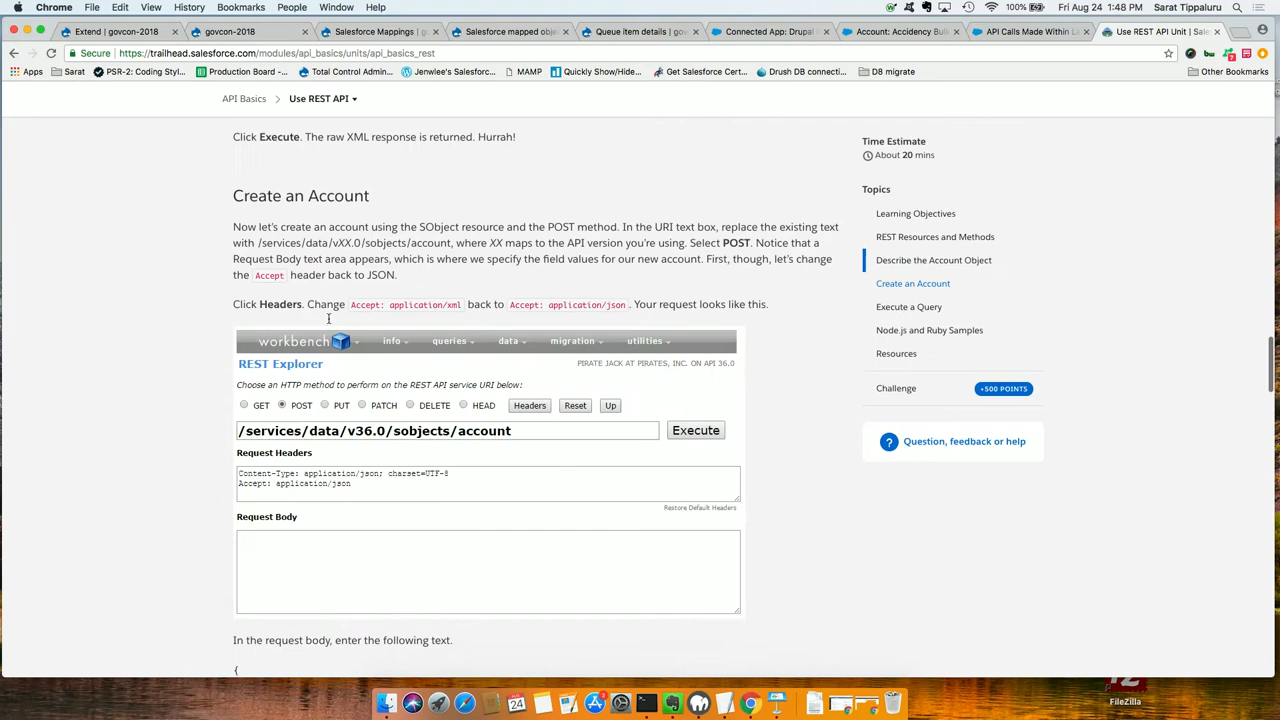 Chrome File Edit View History Bookmarks People Window Help 100% Fri Aug 24 1:48 PM Sarat Tippaluru
Extend | govcon-2018 govcon-2018 Salesforce Mappings | govcon Salesforce mapped obje Queue item details | govcon Connected App: Drupal Account: Accidency Bui API Calls Made Within L Use REST API Unit | Sale
Secure https://trailhead.salesforce.com/modules/api_basics/units/api_basics_rest
Apps Sarat PSR-2: Coding Styl... Production Board -... Total Control Admi... Jenwlee's Salesforc... MAMP Quickly Show/Hide... Get Salesforce Cert... Drush DB connecti... D8 migrate Other Bookmarks
API Basics Use REST API
Click Execute. The raw XML response is returned. Hurrah!
Create an Account
Now let's create an account using the SObject resource and the POST method. In the URI text box, replace the existing text
with /services/data/vXX.0/sobjects/account, where XX maps to the API version you're using. Select POST. Notice that a
Request Body text area appears, which is where we specify the field values for our new account. First, though, let's change
the Accept header back to JSON.
Click Headers. Change Accept: application/xml back to Accept: application/json. Your request looks like this.
workbench info queries data migration utilities
REST Explorer PIRATE JACK AT PIRATES, INC. ON API 36.0
Choose an HTTP method to perform on the REST API service URI below:
GET POST PUT PATCH DELETE HEAD Headers Reset Up
/services/data/v36.0/sobjects/account Execute
Request Headers
Content-Type: application/json; charset=UTF-8
Accept: application/json
Restore Default Headers
Request Body
In the request body, enter the following text.
{
Time Estimate
About 20 mins
Topics
Learning Objectives
REST Resources and Methods
Describe the Account Object
Create an Account
Execute a Query
Node.js and Ruby Samples
Resources
Challenge +500 POINTS
? Question, feedback or help
FileZilla